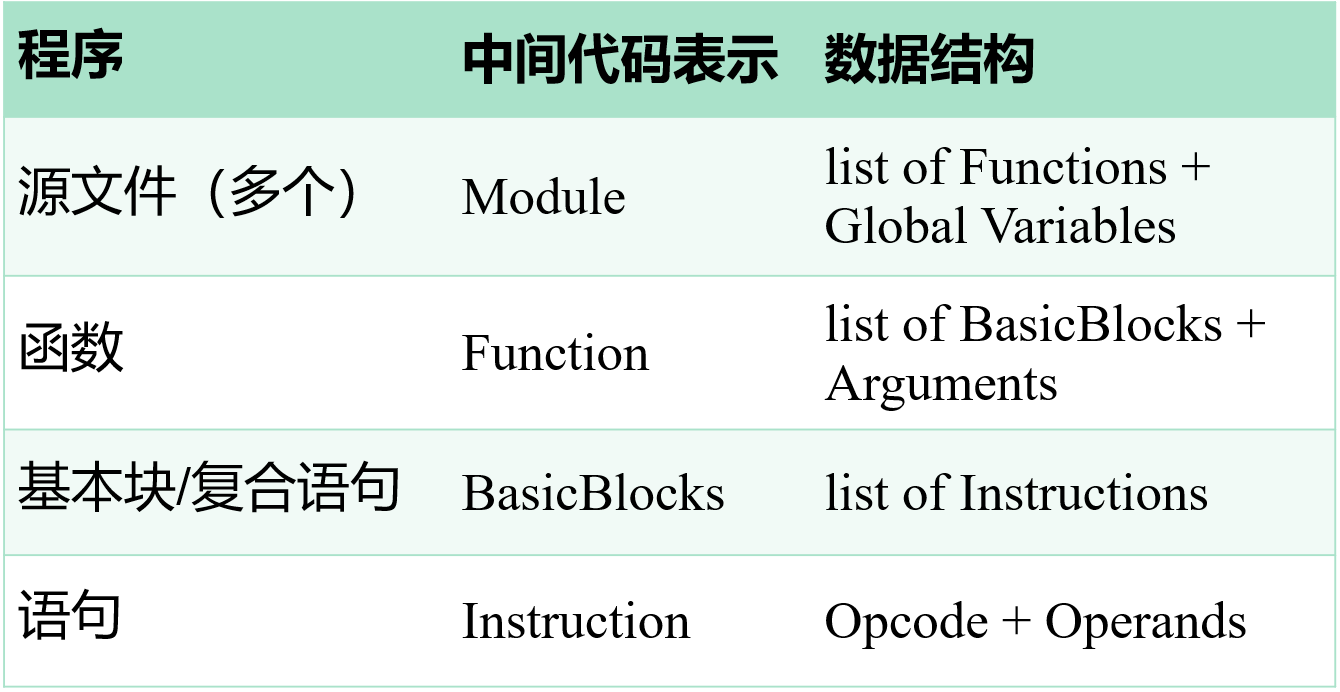 程序 中间代码表示 数据结构
源文件（多个） Module list of Functions +
Global Variables
函数 Function list of BasicBlocks +
Arguments
基本块/复合语句 BasicBlocks list of Instructions
语句 Instruction Opcode + Operands